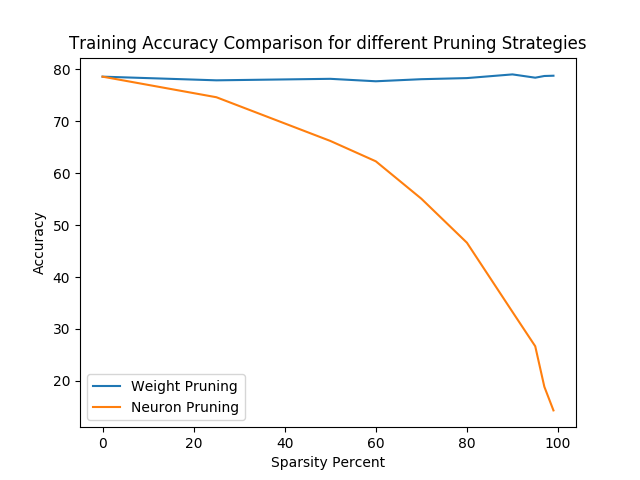 Training Accuracy Comparison for different Pruning Strategies
80
70
60
50
40
30
20
Accuracy
Weight Pruning
Neuron Pruning
0 20 40 60 80 100
Sparsity Percent